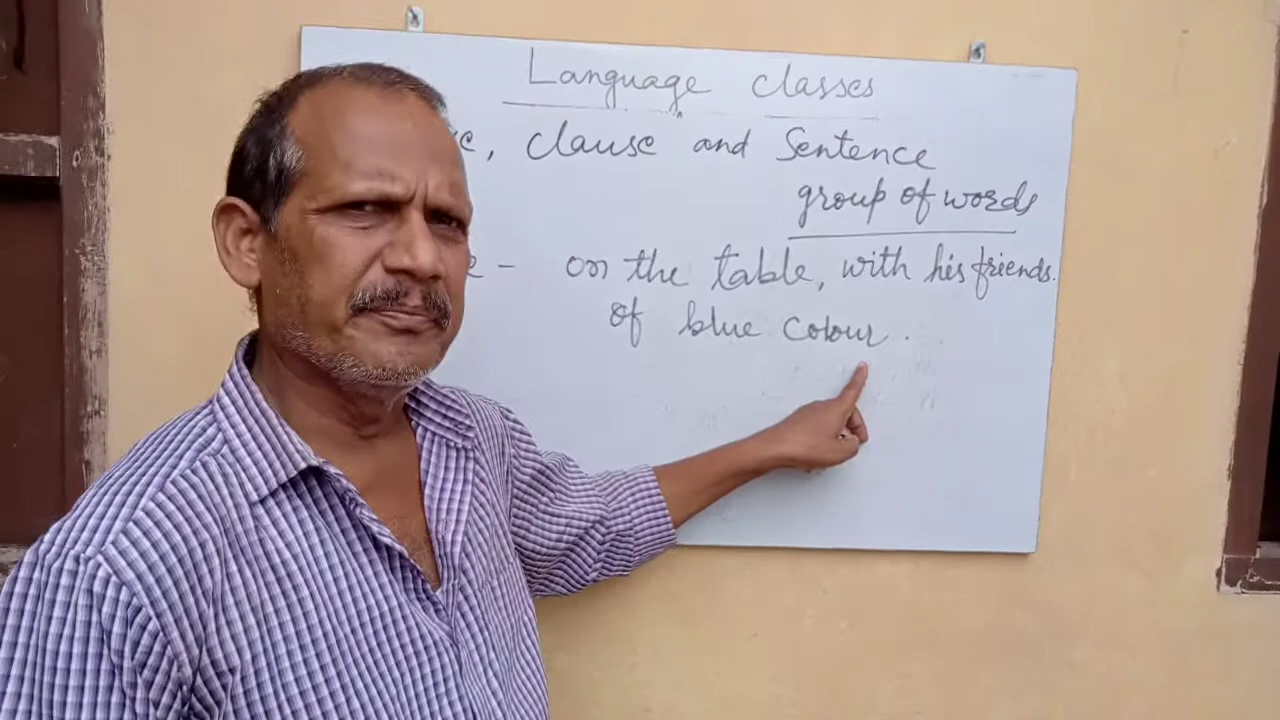 Language classes
, clause and Sentence
group of words
- on the table, with his friends.
of blue colour.